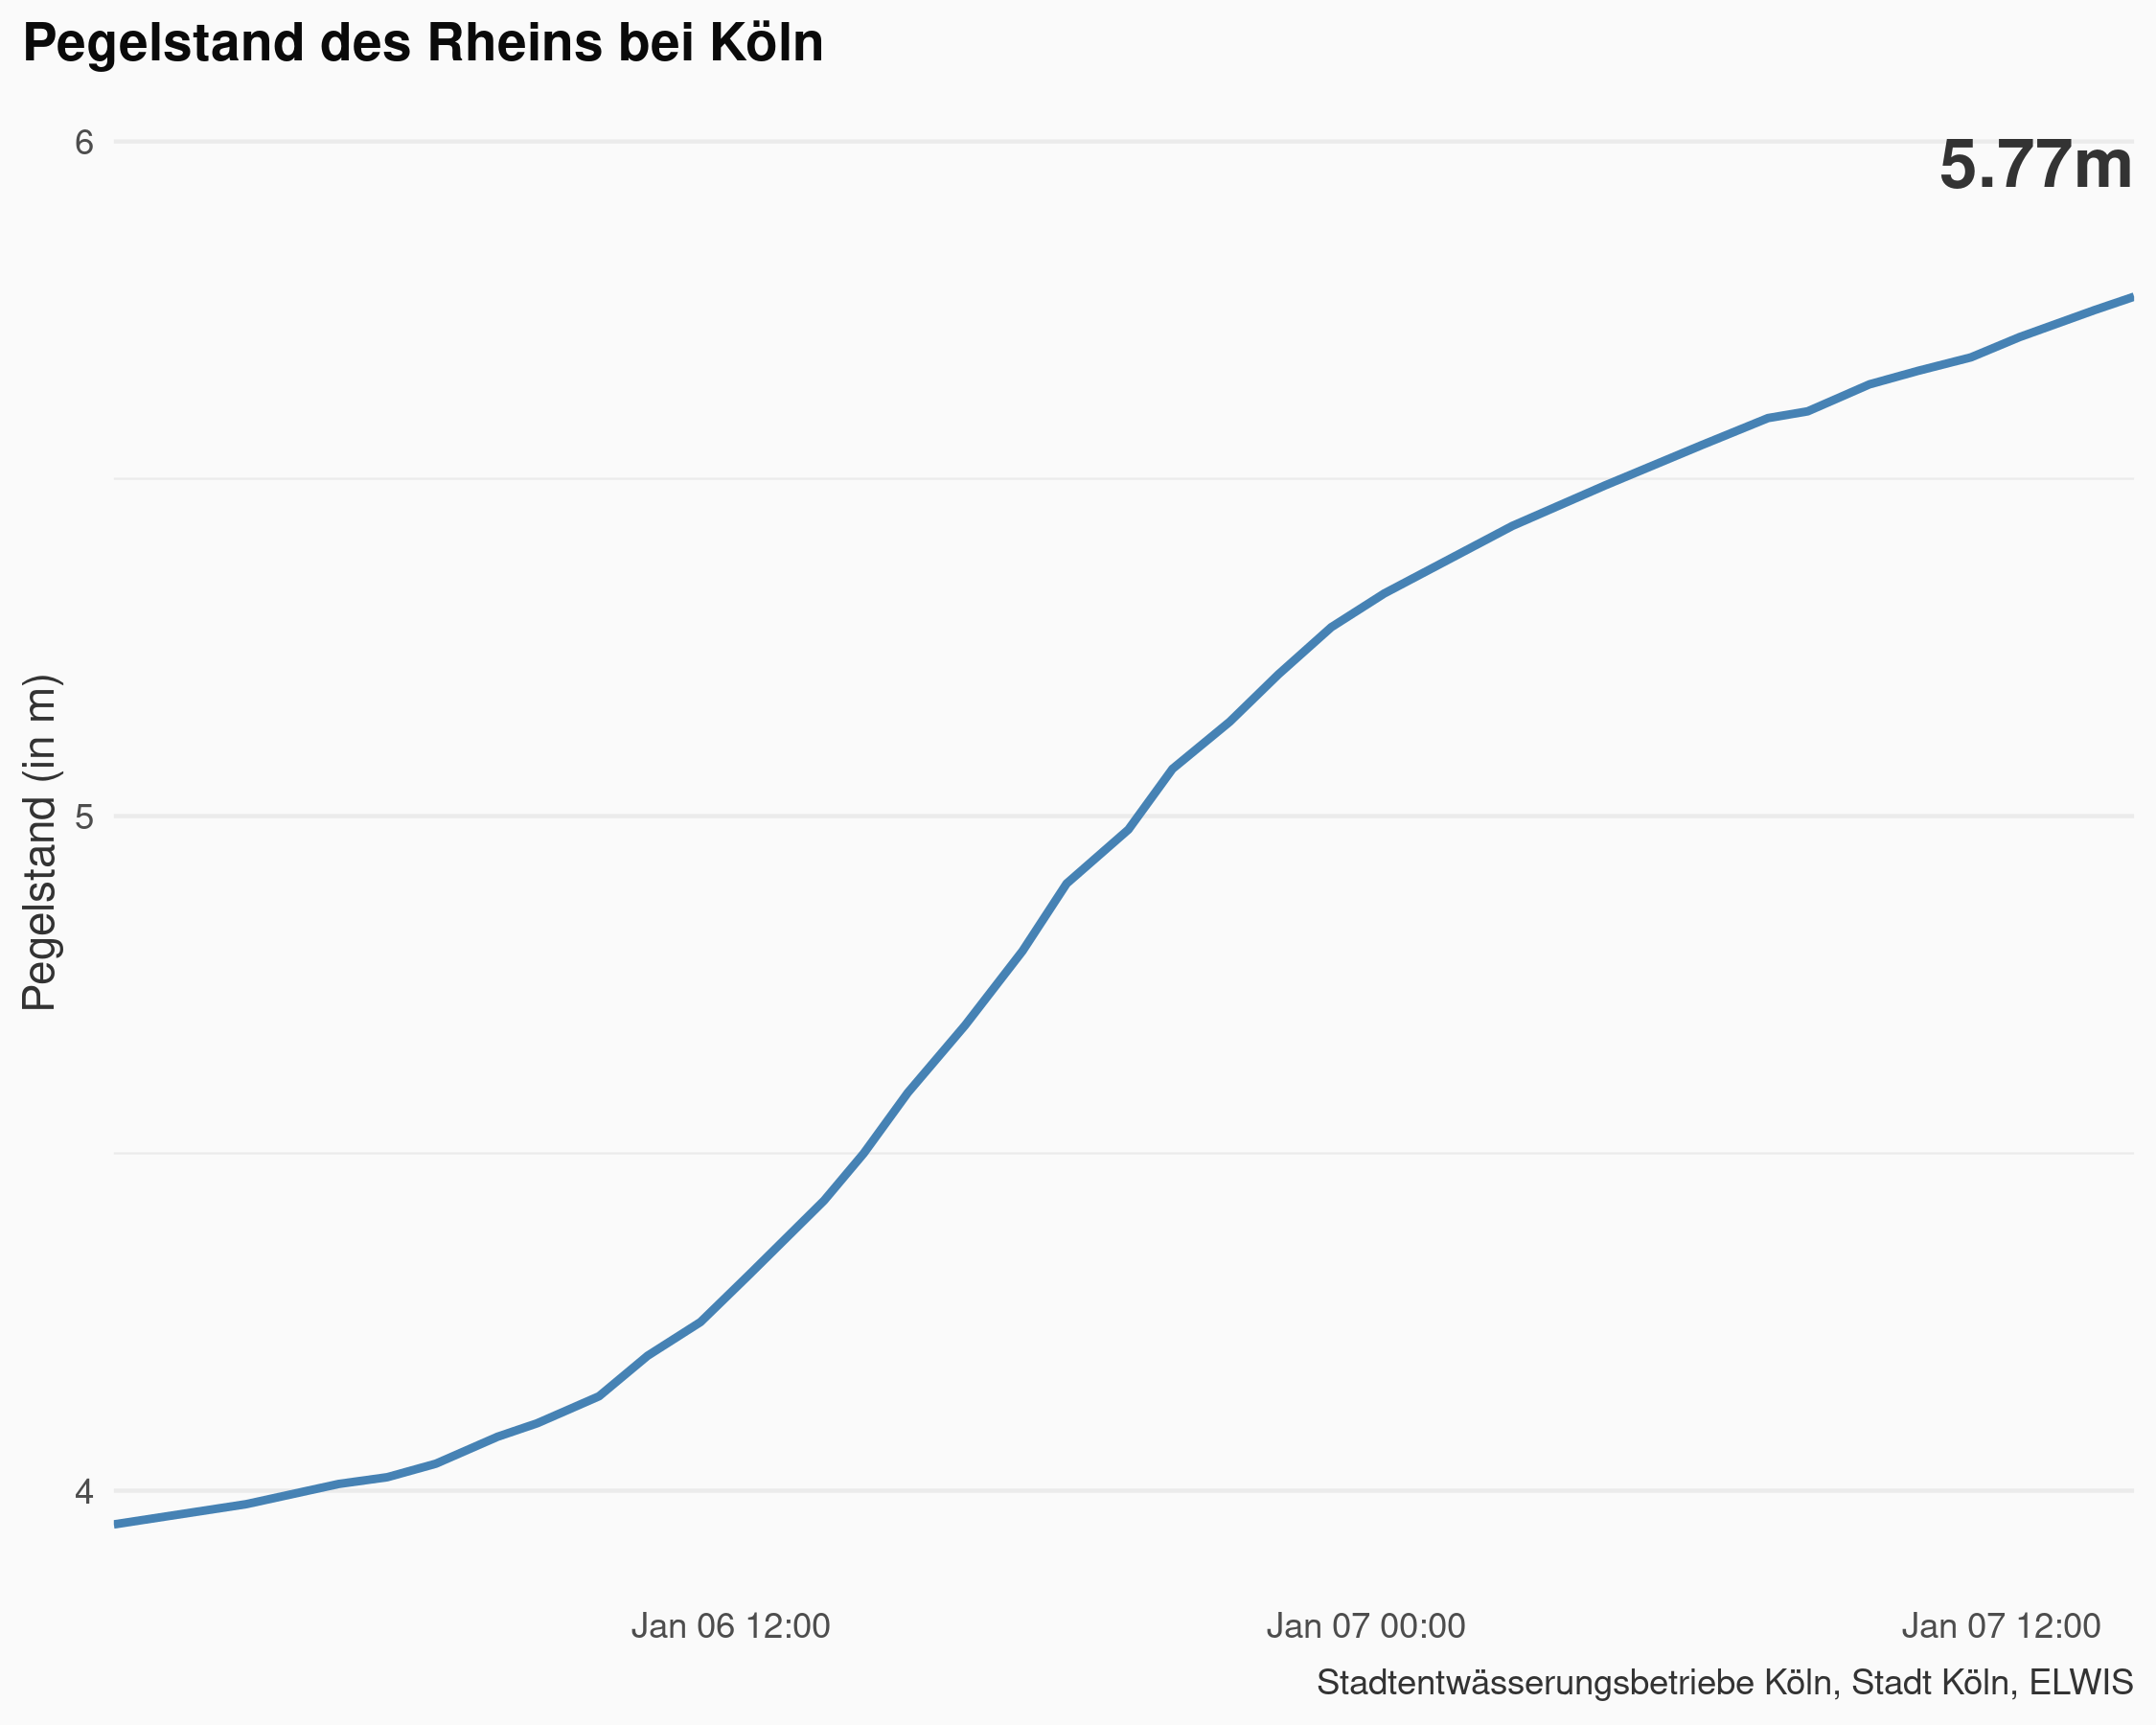 Pegelstand des Rheins bei Köln
6
5.77m
Pegelstand (in m)
5
4
Jan 06 12:00
Jan 07 00:00
Jan 07 12:00
Stadtentwässerungsbetriebe Köln, Stadt Köln, ELWIS